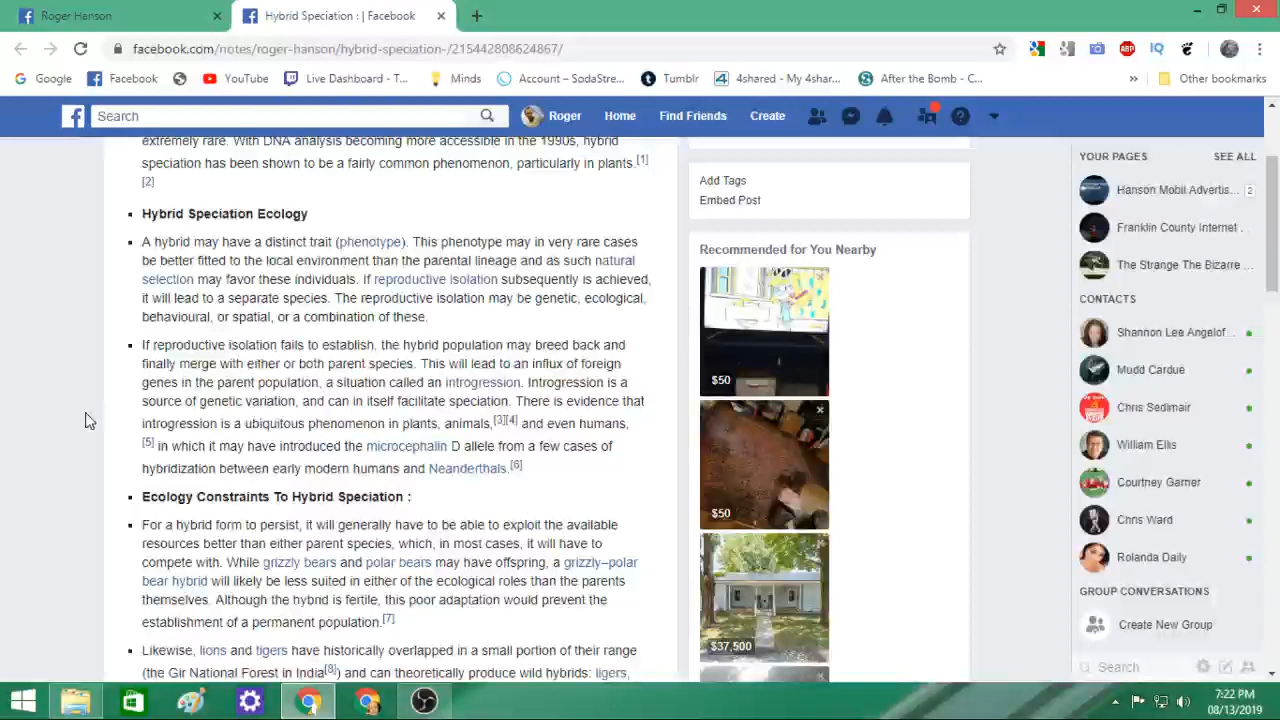 Roger Hanson
Hybrid Speciation : | Facebook
facebook.com/notes/roger-hanson/hybrid-speciation-/215442808624867/
ABP
IQ
Google
Facebook
YouTube
Live Dashboard - T...
Minds
Account – SodaStre...
Tumblr
4shared - My 4shar...
After the Bomb - C...
»
Other bookmarks
Search
Roger
Home
Find Friends
Create
extremely rare. With DNA analysis becoming more accessible in the 1990s, hybrid
speciation has been shown to be a fairly common phenomenon, particularly in plants.[1]
[2]
Hybrid Speciation Ecology
A hybrid may have a distinct trait (phenotype). This phenotype may in very rare cases
be better fitted to the local environment than the parental lineage and as such natural
selection may favor these individuals. If reproductive isolation subsequently is achieved,
it will lead to a separate species. The reproductive isolation may be genetic, ecological,
behavioural, or spatial, or a combination of these.
If reproductive isolation fails to establish, the hybrid population may breed back and
finally merge with either or both parent species. This will lead to an influx of foreign
genes in the parent population, a situation called an introgression. Introgression is a
source of genetic variation, and can in itself facilitate speciation. There is evidence that
introgression is a ubiquitous phenomenon in plants, animals,[3][4] and even humans,
[5] in which it may have introduced the microcephalin D allele from a few cases of
hybridization between early modern humans and Neanderthals.[6]
Ecology Constraints To Hybrid Speciation :
For a hybrid form to persist, it will generally have to be able to exploit the available
resources better than either parent species, which, in most cases, it will have to
compete with. While grizzly bears and polar bears may have offspring, a grizzly–polar
bear hybrid will likely be less suited in either of the ecological roles than the parents
themselves. Although the hybrid is fertile, this poor adaptation would prevent the
establishment of a permanent population.[7]
Likewise, lions and tigers have historically overlapped in a small portion of their range
(the Gir National Forest in India[8]) and can theoretically produce wild hybrids: ligers,
Add Tags
Embed Post
Recommended for You Nearby
$50
$50
$37,500
YOUR PAGES
SEE ALL
Hanson Mobil Advertis...
2
Franklin County Internet ...
The Strange The Bizarre ...
CONTACTS
Shannon Lee Angelof...
Mudd Cardue
Chris Sedlmair
William Ellis
Courtney Garner
Chris Ward
Rolanda Daily
GROUP CONVERSATIONS
Create New Group
Search
7:22 PM
08/13/2019